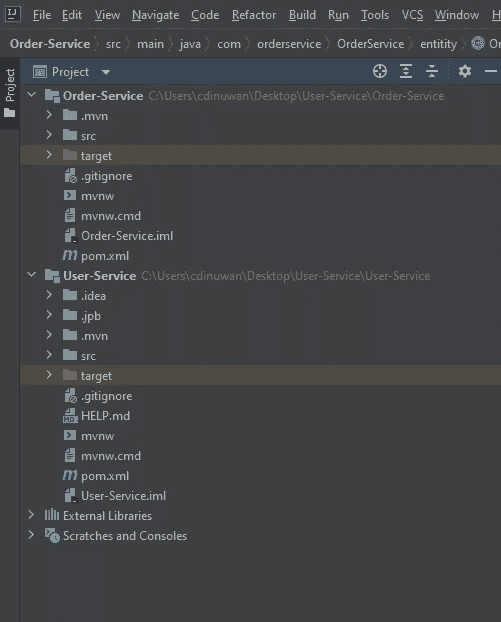 IJ File Edit View Navigate Code Refactor Build Run Tools VCS Window H
Order-Service src main java com orderservice OrderService entitity Or
Project
Project
Order-Service C:\Users\cdinuwan\Desktop\User-Service\Order-Service
.mvn
src
target
.gitignore
mvnw
mvnw.cmd
Order-Service.iml
m pom.xml
User-Service C:\Users\cdinuwan\Desktop\User-Service\User-Service
.idea
.jpb
.mvn
src
target
.gitignore
MD HELP.md
mvnw
mvnw.cmd
m pom.xml
User-Service.iml
External Libraries
Scratches and Consoles